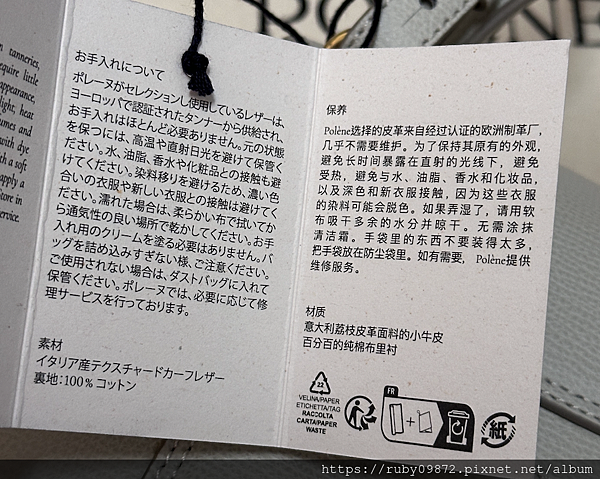 tanneries,
equire little
appearance,
light, heat
umes and
with dye
th a soft
apply a
Store in
ervice.
お手入れについて
ポレーヌがセレクションし使用しているレザーは、
ヨーロッパで認証されたタンナーから供給され、
お手入れはほとんど必要ありません。元の状態
を保つには、高温や直射日光を避けて保管く
ださい。水、油脂、香水や化粧品との接触も避
けてください。染料移りを避けるため、濃い色
合いの衣服や新しい衣服との接触は避けてく
ださい。濡れた場合は、柔らかい布で拭いてか
ら通気性の良い場所で乾かしてください。お手
入れ用のクリームを塗る必要はありません。バ
ッグを詰め込みすぎない様、ご注意ください。
ご使用されない場合は、ダストバッグに入れて
保管ください。ポレーヌでは、必要に応じて修
理サービスを行っております。
素材
イタリア産テクスチャードカーフレザー
裏地：100％コットン
保养
Polène选择的皮革来自经过认证的欧洲制革厂，
几乎不需要维护。为了保持其原有的外观，
避免长时间暴露在直射的光线下，避免
受热，避免与水、油脂、香水和化妆品，
以及深色和新衣服接触，因为这些衣服
的染料可能会脱色。如果弄湿了，请用软
布吸干多余的水分并晾干。无需涂抹
清洁霜。手袋里的东西不要装得太多，
把手袋放在防尘袋里。如有需要，Polène提供
维修服务。
材质
意大利荔枝皮革面料的小牛皮
百分百的纯棉布里衬
22
VELINA/PAPER
ETICHETTA/TAG
RACCOLTA
CARTA/PAPER
WASTE
FR
+
紙
https://ruby09872.pixnet.net/album